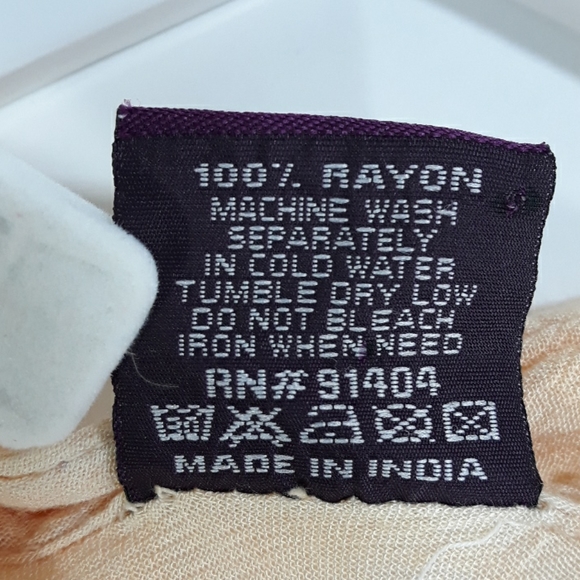 100% RAYON
MACHINE WASH
SEPARATELY
IN COLD WATER
TUMBLE DRY LOW
DO NOT BLEACH
IRON WHEN NEED
RN#91404
MADE IN INDIA